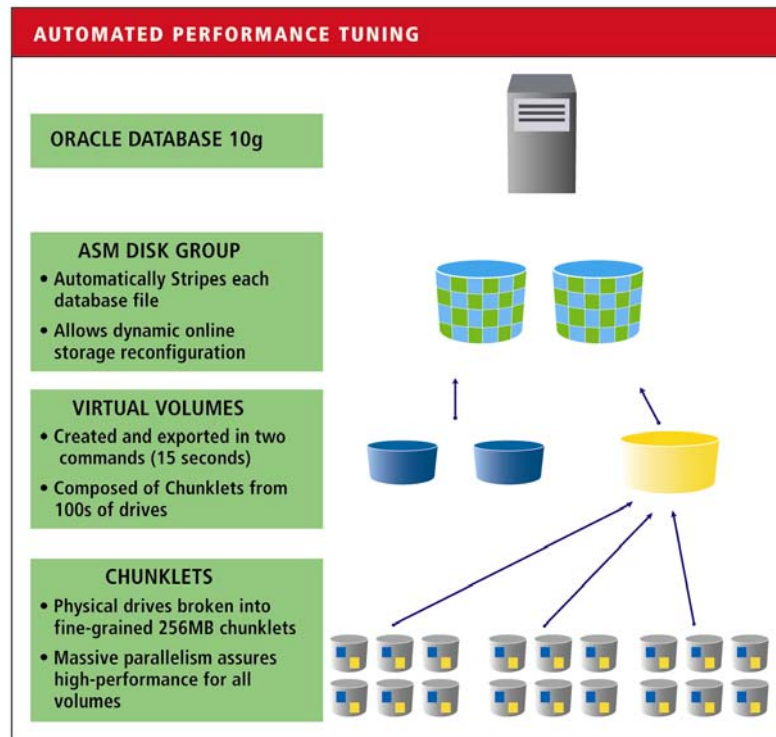 AUTOMATED PERFORMANCE TUNING
ORACLE DATABASE 10g
ASM DISK GROUP
• Automatically Stripes each
database file
• Allows dynamic online
storage reconfiguration
VIRTUAL VOLUMES
• Created and exported in two
commands (15 seconds)
• Composed of Chunklets from
100s of drives
CHUNKLETS
• Physical drives broken into
fine-grained 256MB chunklets
• Massive parallelism assures
high-performance for all
volumes